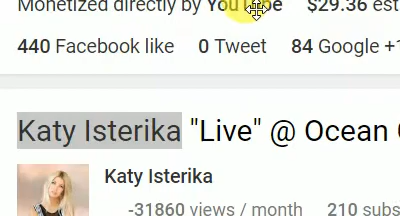 Monetized directly by YouTube $29.36 est
440 Facebook like 0 Tweet 84 Google +1
Katy Isterika "Live" @ Ocean
Katy Isterika
-31860 views / month 210 subs